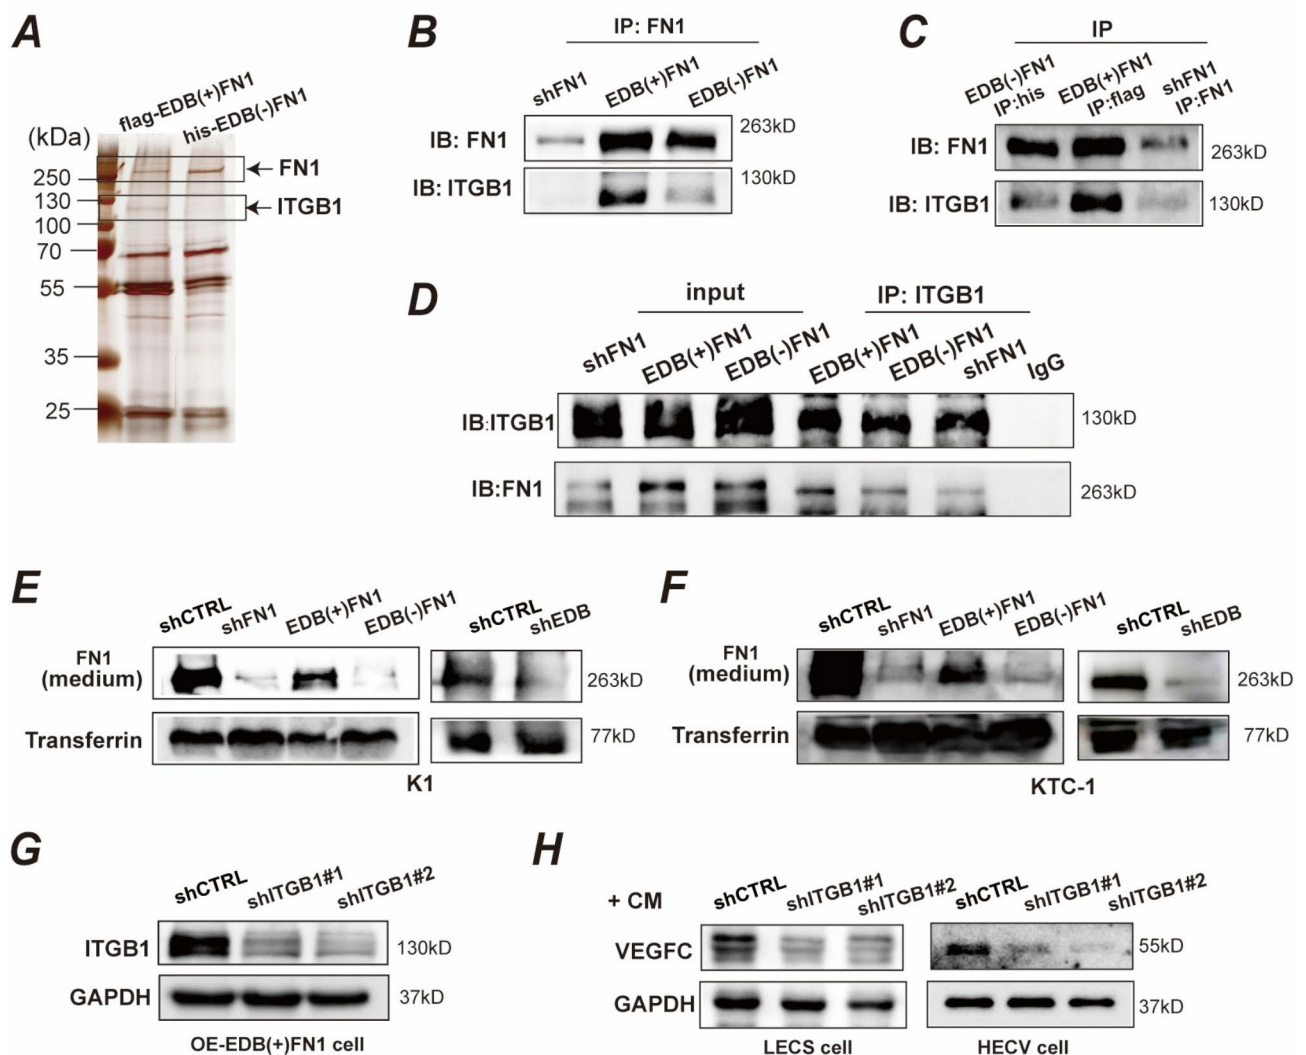 A
flag-EDB(+)FN1
his-EDB(-)FN1
(kDa)
250
130
100
70
55
35
25
FN1
ITGB1
B
IP: FN1
shFN1
EDB(+)FN1
EDB(-)FN1
IB: FN1
263kD
IB: ITGB1
130kD
C
IP
EDB(-)FN1
IP:his
EDB(+)FN1
IP:flag
shFN1
IP:FN1
IB: FN1
263kD
IB: ITGB1
130kD
D
input
IP: ITGB1
shFN1
EDB(+)FN1
EDB(-)FN1
EDB(+)FN1
EDB(-)FN1
shFN1
IgG
IB:ITGB1
130kD
IB:FN1
263kD
E
shCTRL
shFN1
EDB(+)FN1
EDB(-)FN1
shCTRL
shEDB
FN1
(medium)
263kD
Transferrin
77kD
K1
F
shCTRL
shFN1
EDB(+)FN1
EDB(-)FN1
shCTRL
shEDB
FN1
(medium)
263kD
Transferrin
77kD
KTC-1
G
shCTRL
shITGB1#1
shITGB1#2
ITGB1
130kD
GAPDH
37kD
OE-EDB(+)FN1 cell
H
+ CM
shCTRL
shITGB1#1
shITGB1#2
shCTRL
shITGB1#1
shITGB1#2
VEGFC
55kD
GAPDH
37kD
LECS cell
HECV cell